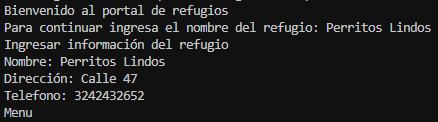 Bienvenido al portal de refugios
Para continuar ingresa el nombre del refugio: Perritos Lindos
Ingresar información del refugio
Nombre: Perritos Lindos
Dirección: Calle 47
Telefono: 3242432652
Menu